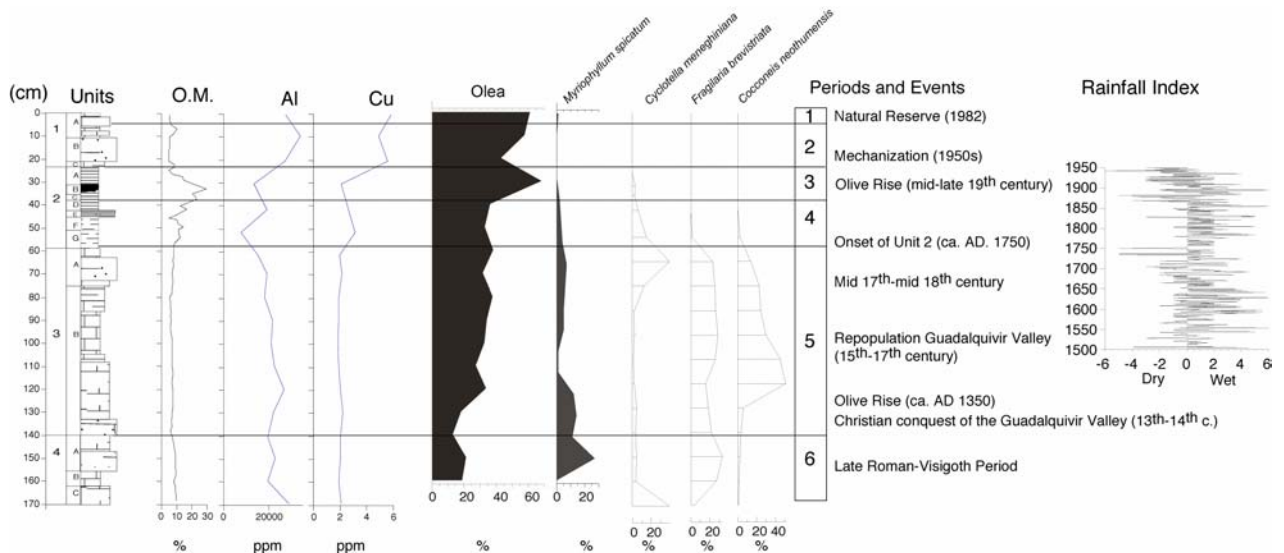 Myriophyllum spicatum
Cyclotella meneghiniana
Fragilaria brevistriata
Cocconeis neothumensis
(cm) Units O.M. Al Cu Olea Periods and Events Rainfall Index
0
10
20
30
40
50
60
70
80
90
100
110
120
130
140
150
160
170
1
A
B
C
2
A
B
C
D
E
F
G
3
A
B
4
A
B
C
1 Natural Reserve (1982)
2
Mechanization (1950s)
3 Olive Rise (mid-late 19th century)
4
Onset of Unit 2 (ca. AD. 1750)
Mid 17th-mid 18th century
5 Repopulation Guadalquivir Valley
(15th-17th century)
Olive Rise (ca. AD 1350)
Christian conquest of the Guadalquivir Valley (13th-14th c.)
6
Late Roman-Visigoth Period
1950
1900
1850
1800
1750
1700
1650
1600
1550
1500
-6 -4 -2 0 2 4 6
Dry Wet
0 10 20 30
20000
0 2 4 6
0 20 40 60
0 20
0 20
0 20
0 20 40
% ppm ppm % % % % %